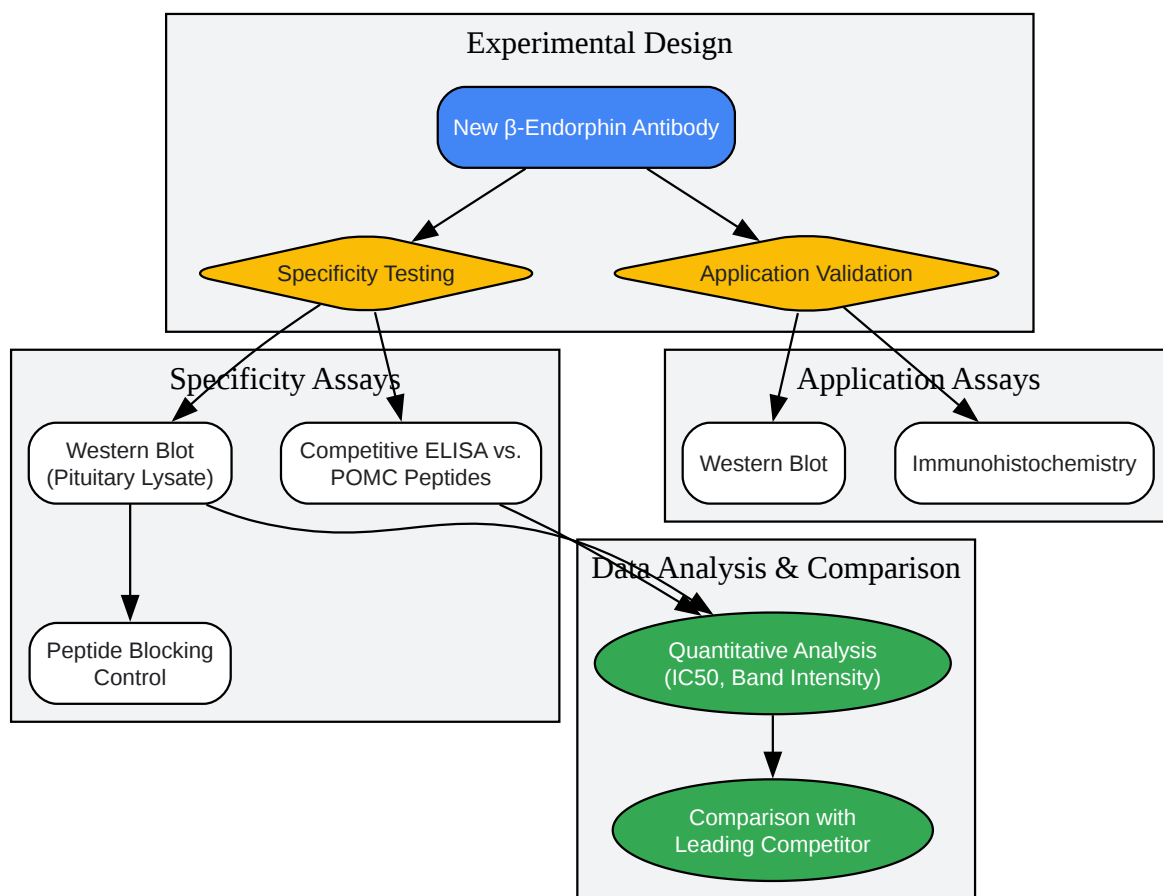 Experimental Design
New β-Endorphin Antibody
Specificity Testing
Application Validation
Specificity Assays
Western Blot
(Pituitary Lysate)
Competitive ELISA vs.
POMC Peptides
Peptide Blocking
Control
Application Assays
Western Blot
Immunohistochemistry
Data Analysis & Comparison
Quantitative Analysis
(IC50, Band Intensity)
Comparison with
Leading Competitor